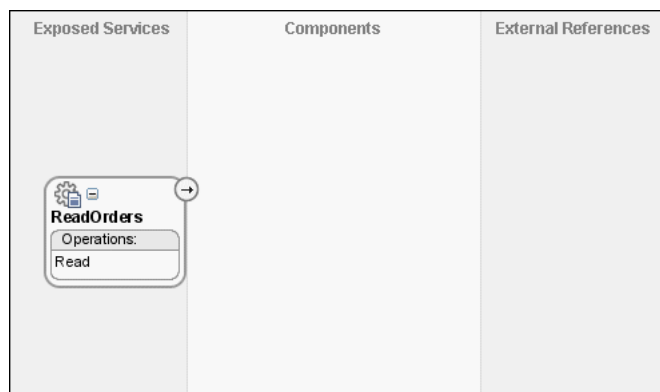 Exposed Services
Components
External References
ReadOrders
Operations:
Read